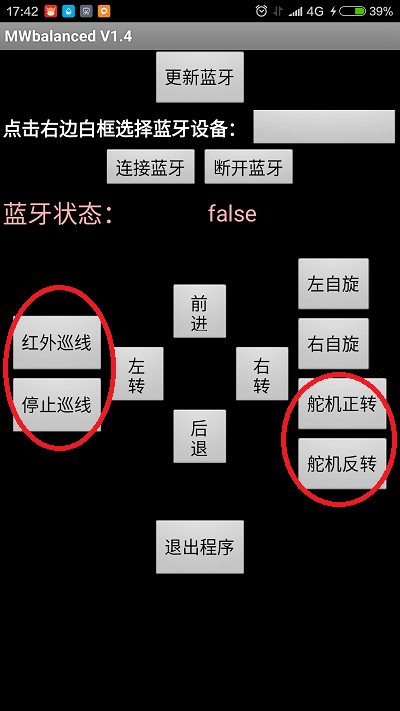 17:42 4G 39%
MWbalanced V1.4
更新蓝牙
点击右边白框选择蓝牙设备：
连接蓝牙 断开蓝牙
蓝牙状态： false
左自旋
前进
红外巡线 右自旋
左转 右转
停止巡线 舵机正转
后退
舵机反转
退出程序